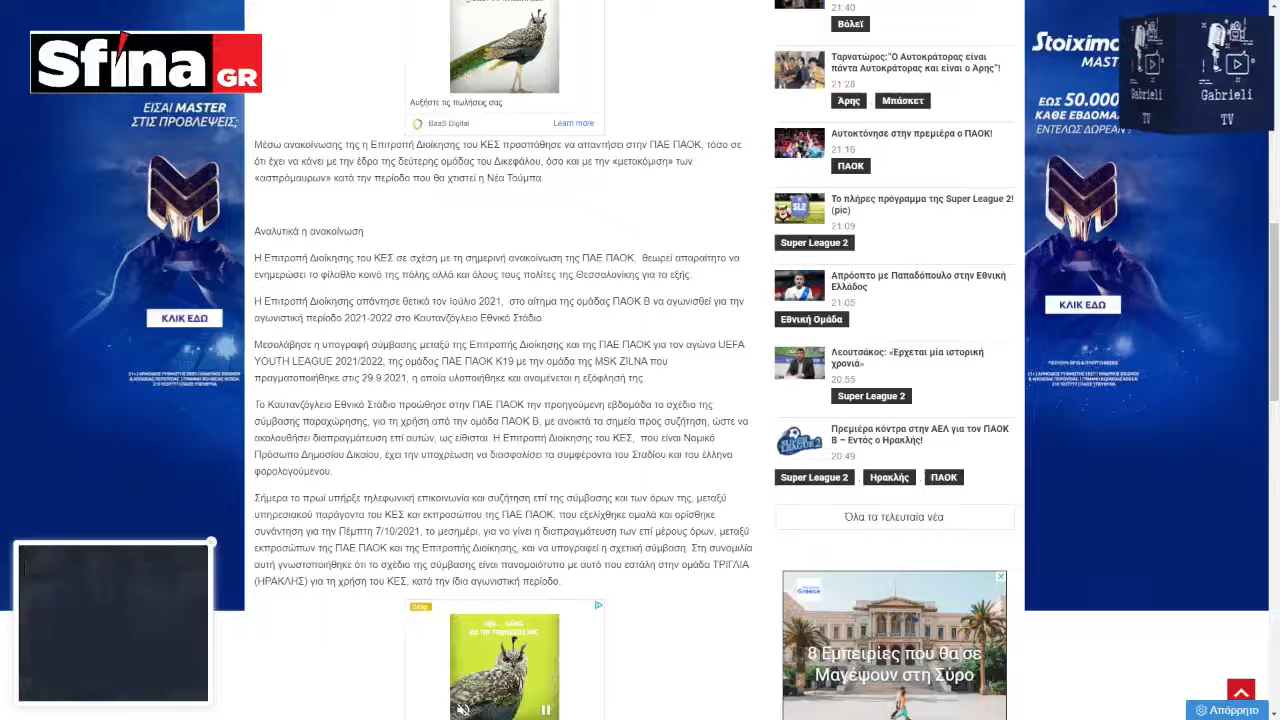 Sfina GR
ΕΙΣΑΙ MASTER
ΣΤΙΣ ΠΡΟΒΛΕΨΕΙΣ;
ΚΛΙΚ ΕΔΩ
Αυξήστε τις πωλήσεις σας
BaaS Digital
Learn more
Μέσω ανακοίνωσης της η Επιτροπή Διοίκησης του ΚΕΣ προσπάθησε να απαντήσει στην ΠΑΕ ΠΑΟΚ, τόσο σε
ότι έχει να κάνει με την έδρα της δεύτερης ομάδας του Δικεφάλου, όσο και με την «μετακόμιση» των
«ασπρόμαυρων» κατά την περίοδο που θα χτιστεί η Νέα Τούμπα.
Αναλυτικά η ανακοίνωση
Η Επιτροπή Διοίκησης του ΚΕΣ σε σχέση με τη σημερινή ανακοίνωση της ΠΑΕ ΠΑΟΚ, θεωρεί απαραίτητο να
ενημερώσει το φίλαθλο κοινό της πόλης αλλά και όλους τους πολίτες της Θεσσαλονίκης για τα εξής:
Η Επιτροπή Διοίκησης απάντησε θετικά τον Ιούλιο 2021, στο αίτημα της ομάδας ΠΑΟΚ Β να αγωνισθεί για την
αγωνιστική περίοδο 2021-2022 στο Καυτανζόγλειο Εθνικό Στάδιο.
Μεσολάβησε η υπογραφή σύμβασης μεταξύ της Επιτροπής Διοίκησης και της ΠΑΕ ΠΑΟΚ για τον αγώνα UEFA
YOUTH LEAGUE 2021/2022, της ομάδας ΠΑΕ ΠΑΟΚ Κ19 με την ομάδα της MSK ZILNA που
πραγματοποιήθηκε στις 29/9/2021, η οποία υλοποιήθηκε και αναμένεται η εξόφλησή της.
Το Καυτανζόγλειο Εθνικό Στάδιο προώθησε στην ΠΑΕ ΠΑΟΚ την προηγούμενη εβδομάδα το σχέδιο της
σύμβασης παραχώρησης, για τη χρήση από την ομάδα ΠΑΟΚ Β, με ανοικτά τα σημεία προς συζήτηση, ώστε να
ακολουθήσει διαπραγμάτευση επί αυτών, ως είθισται. Η Επιτροπή Διοίκησης του ΚΕΣ, που είναι Νομικό
Πρόσωπο Δημοσίου Δικαίου, έχει την υποχρέωση να διασφαλίσει τα συμφέροντα του Σταδίου και του έλληνα
φορολογούμενου.
Σήμερα το πρωί υπήρξε τηλεφωνική επικοινωνία και συζήτηση επί της σύμβασης και των όρων της, μεταξύ
υπηρεσιακού παράγοντα του ΚΕΣ και εκπροσώπου της ΠΑΕ ΠΑΟΚ, που εξελίχθηκε ομαλά και ορίσθηκε
συνάντηση για την Πέμπτη 7/10/2021, το μεσημέρι, για να γίνει η διαπραγμάτευση των επί μέρους όρων, μεταξύ
εκπροσώπων της ΠΑΕ ΠΑΟΚ και της Επιτροπής Διοίκησης, και να υπογραφεί η σχετική σύμβαση. Στη συνομιλία
αυτή γνωστοποιήθηκε ότι το σχέδιο της σύμβασης είναι πανομοιότυπο με αυτό που εστάλη στην ομάδα ΤΡΙΓΛΙΑ
(ΗΡΑΚΛΗΣ) για τη χρήση του ΚΕΣ, κατά την ίδια αγωνιστική περίοδο.
21:40
Βόλεϊ
Ταρνατώρος:“Ο Αυτοκράτορας είναι
πάντα Αυτοκράτορας και είναι ο Άρης”!
21:28
Άρης , Μπάσκετ
Αυτοκτόνησε στην πρεμιέρα ο ΠΑΟΚ!
21:16
ΠΑΟΚ
Το πλήρες πρόγραμμα της Super League 2!
(pic)
21:09
Super League 2
Απρόοπτο με Παπαδόπουλο στην Εθνική
Ελλάδος
21:05
Εθνική Ομάδα
Λεουτσάκος: «Έρχεται μία ιστορική
χρονιά»
20:55
Super League 2
Πρεμιέρα κόντρα στην ΑΕΛ για τον ΠΑΟΚ
Β – Εντός ο Ηρακλής!
20:49
Super League 2 , Ηρακλής , ΠΑΟΚ
Όλα τα τελευταία νέα
Greece
8 Εμπειρίες που θα σε
Μαγέψουν στη Σύρο
Stoixima
MAST
ΕΩΣ 50.000
ΚΑΘΕ ΕΒΔΟΜΑ
ΕΝΤΕΛΩΣ ΔΩΡΕΑΝ
ΚΛΙΚ ΕΔΩ
Gabrieli
TV
Gabrieli
TV
Απόρρητο